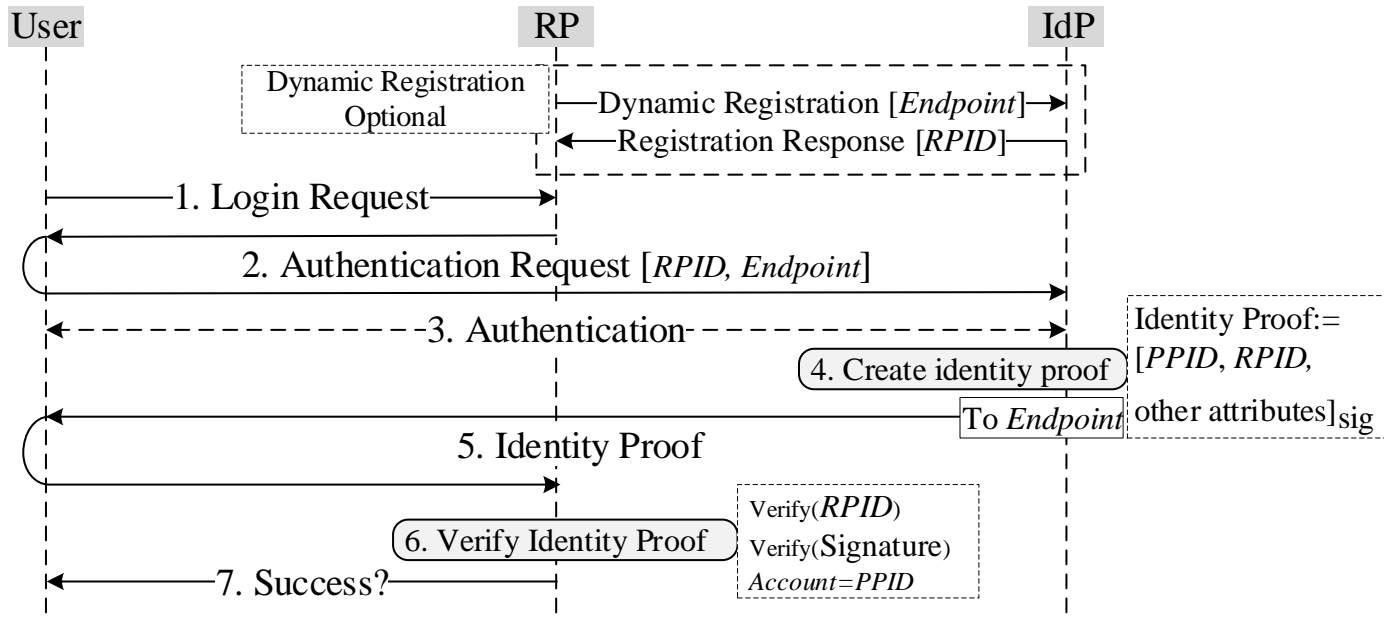 User RP IdP
Dynamic Registration
Optional
Dynamic Registration [Endpoint]
Registration Response [RPID]
1. Login Request
2. Authentication Request [RPID, Endpoint]
3. Authentication
Identity Proof:=
[PPID, RPID,
other attributes]sig
4. Create identity proof
To Endpoint
5. Identity Proof
6. Verify Identity Proof
Verify(RPID)
Verify(Signature)
Account=PPID
7. Success?